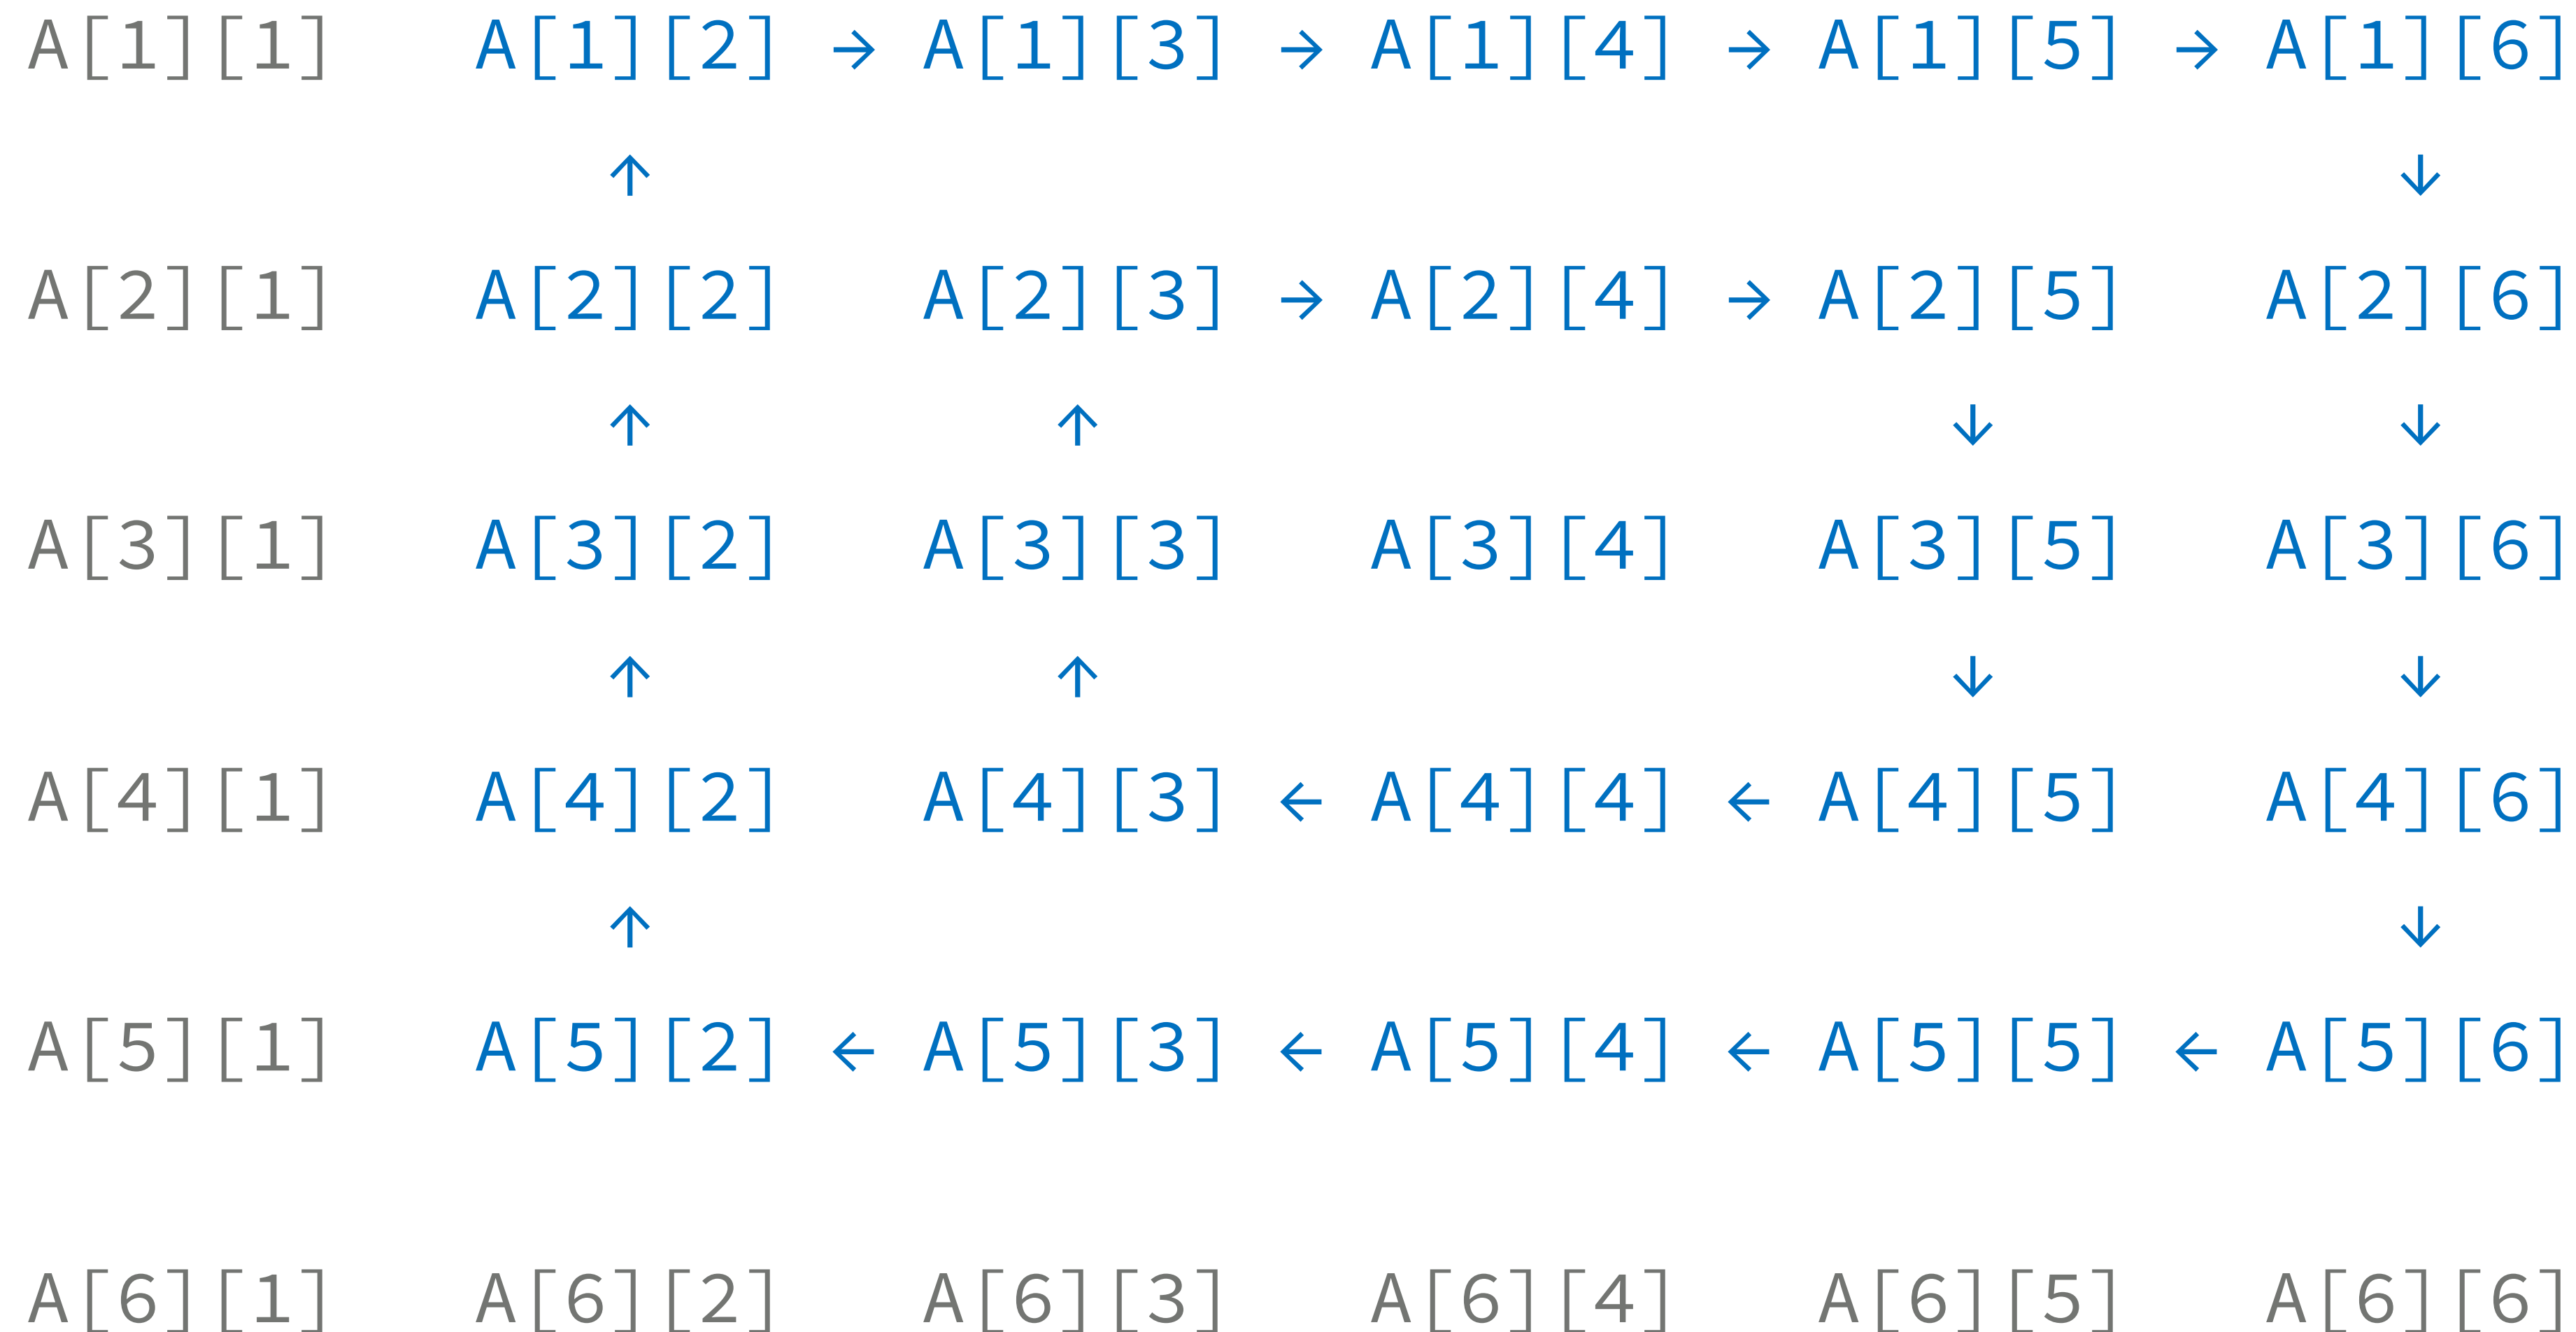 A[1][1] A[1][2] → A[1][3] → A[1][4] → A[1][5] → A[1][6]
↑ ↓
A[2][1] A[2][2] A[2][3] → A[2][4] → A[2][5] A[2][6]
↑ ↑ ↓ ↓
A[3][1] A[3][2] A[3][3] A[3][4] A[3][5] A[3][6]
↑ ↑ ↓ ↓
A[4][1] A[4][2] A[4][3] ← A[4][4] ← A[4][5] A[4][6]
↑ ↓
A[5][1] A[5][2] ← A[5][3] ← A[5][4] ← A[5][5] ← A[5][6]
A[6][1] A[6][2] A[6][3] A[6][4] A[6][5] A[6][6]